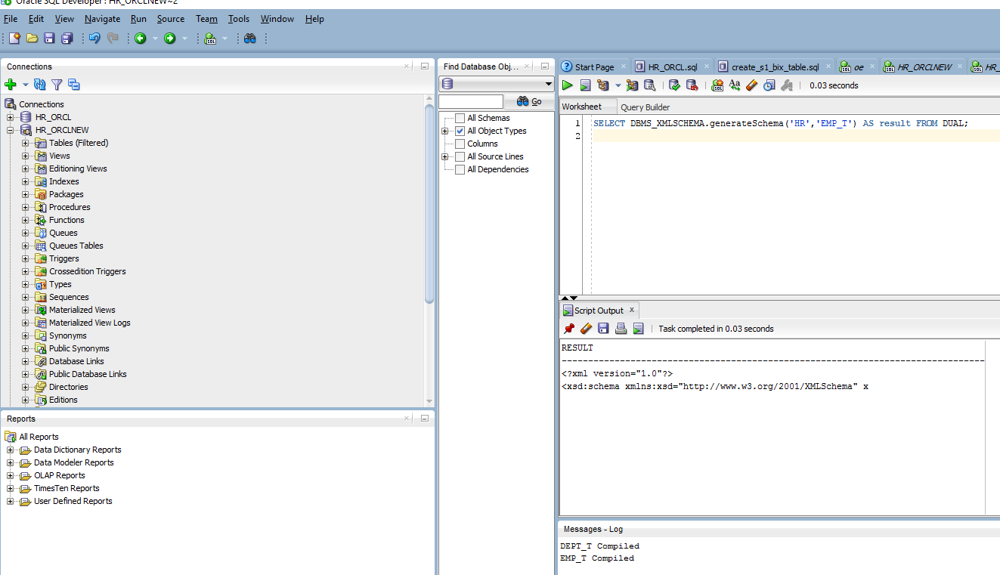 Oracle SQL Developer : HR_ORCLNEW~2
File Edit View Navigate Run Source Team Tools Window Help
Connections
Connections
HR_ORCL
HR_ORCLNEW
Tables (Filtered)
Views
Editioning Views
Indexes
Packages
Procedures
Functions
Queues
Queues Tables
Triggers
Crossedition Triggers
Types
Sequences
Materialized Views
Materialized View Logs
Synonyms
Public Synonyms
Database Links
Public Database Links
Directories
Editions
Reports
All Reports
Data Dictionary Reports
Data Modeler Reports
OLAP Reports
TimesTen Reports
User Defined Reports
Find Database Obj...
Go
All Schemas
All Object Types
Columns
All Source Lines
All Dependencies
Start Page HR_ORCL.sql create_s1_bix_table.sql oe HR_ORCLNEW HR_
0.03 seconds
Worksheet Query Builder
1 SELECT DBMS_XMLSCHEMA.generateSchema('HR','EMP_T') AS result FROM DUAL;
2
Script Output
Task completed in 0.03 seconds
RESULT
--------------------------------------------------------------------------------
<?xml version="1.0"?>
<xsd:schema xmlns:xsd="http://www.w3.org/2001/XMLSchema" x
Messages - Log
DEPT_T Compiled
EMP_T Compiled